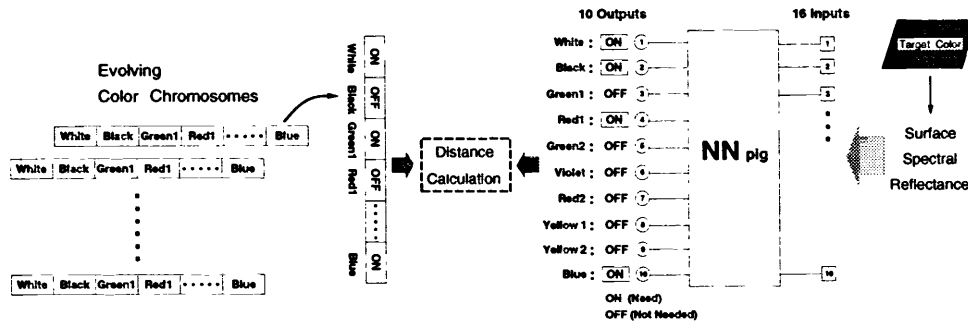 Evolving
Color Chromosomes
White Black Green1 Red1 Blue
White Black Green1 Red1 Blue
White Black Green1 Red1 Blue
White ON
Black OFF
Green1 ON
Red1 OFF
Blue ON
Distance
Calculation
10 Outputs
White : ON 1
Black : ON 2
Green1 : OFF 3
Red1 : ON 4
Green2 : OFF 5
Violet : OFF 6
Red2 : OFF 7
Yellow 1 : OFF 8
Yellow 2 : OFF 9
Blue : ON 10
ON (Need)
OFF (Not Needed)
NN pig
16 Inputs
1
2
3
16
Target Color
Surface
Spectral
Reflectance